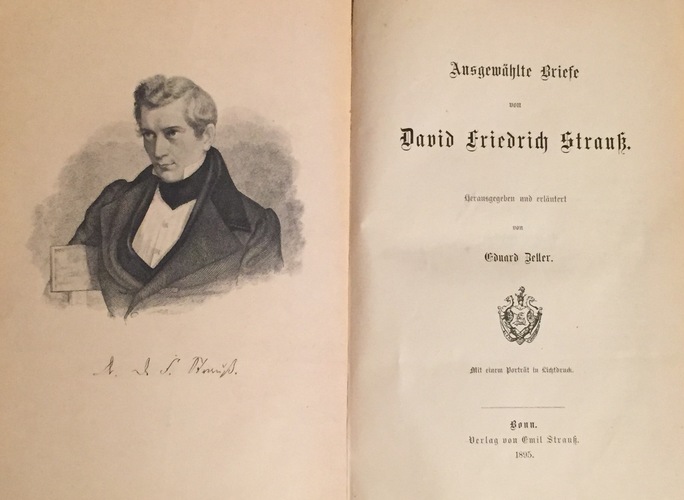 D. F. Strauß.
Ausgewählte Briefe
von
David Friedrich Strauß.
Herausgegeben und erläutert
von
Eduard Zeller.
Mit einem Porträt in Lichtdruck.
Bonn.
Verlag von Emil Strauß.
1895.